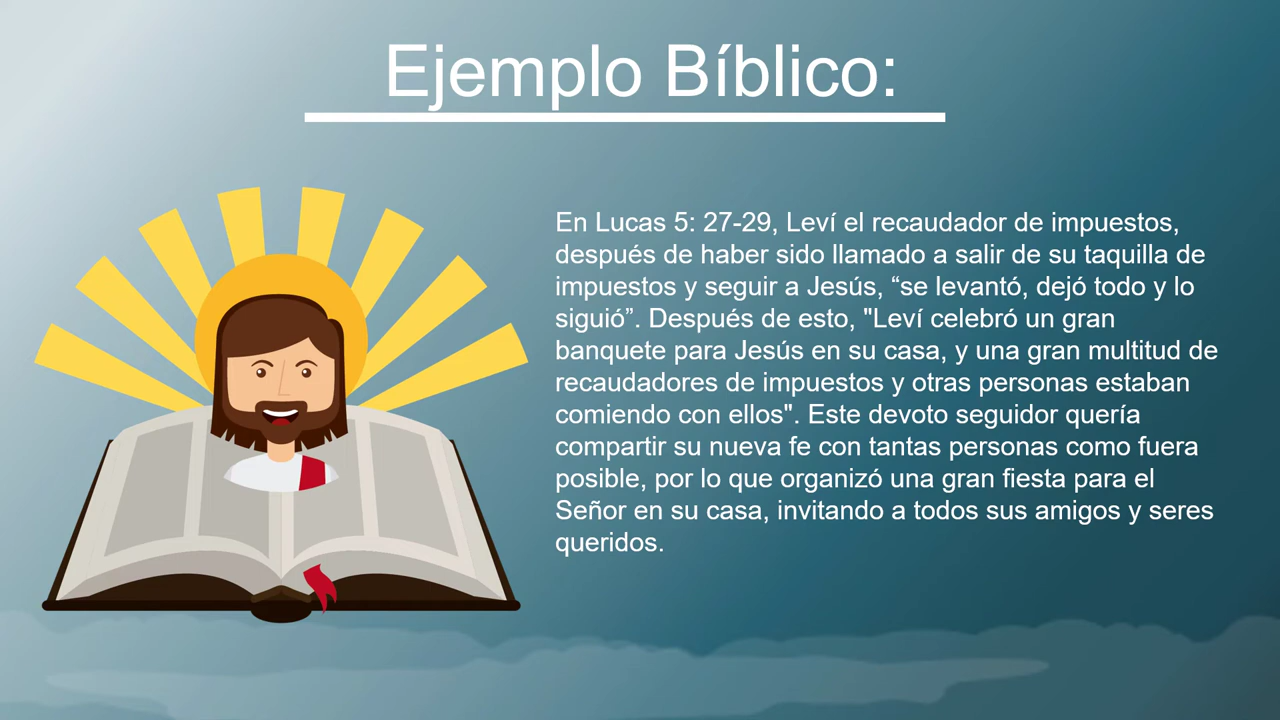 Ejemplo Bíblico:
En Lucas 5: 27-29, Leví el recaudador de impuestos,
después de haber sido llamado a salir de su taquilla de
impuestos y seguir a Jesús, “se levantó, dejó todo y lo
siguió”. Después de esto, "Leví celebró un gran
banquete para Jesús en su casa, y una gran multitud de
recaudadores de impuestos y otras personas estaban
comiendo con ellos". Este devoto seguidor quería
compartir su nueva fe con tantas personas como fuera
posible, por lo que organizó una gran fiesta para el
Señor en su casa, invitando a todos sus amigos y seres
queridos.